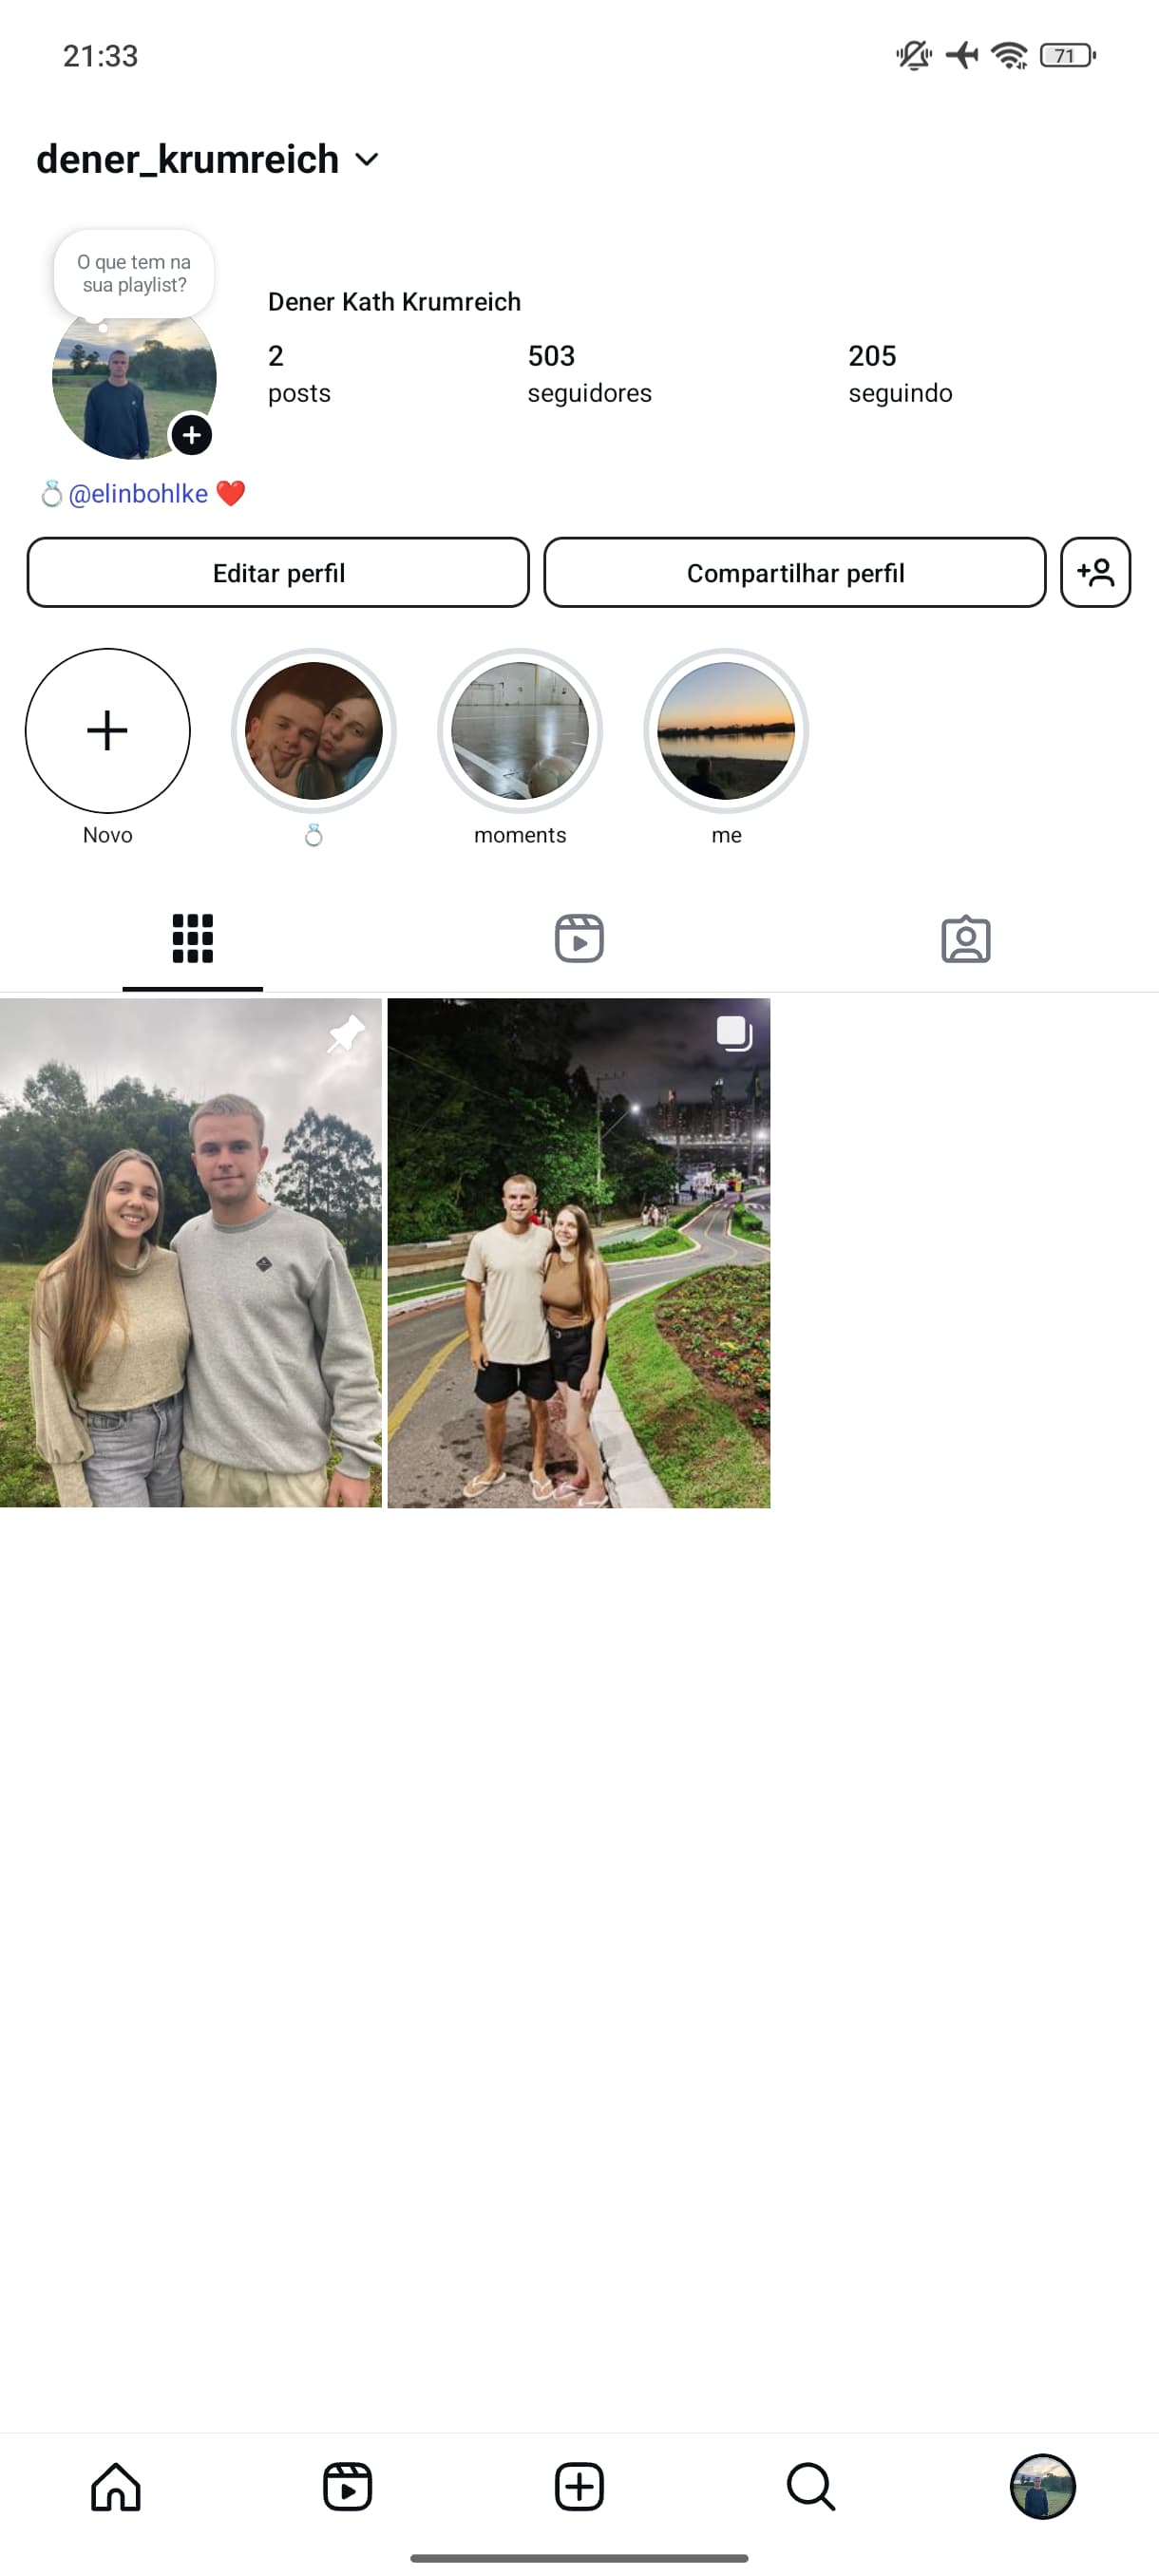 21:33
71
dener_krumreich
O que tem na
sua playlist?
Dener Kath Krumreich
2
503
205
posts
seguidores
seguindo
💍@elinbohlke ❤️
Editar perfil
Compartilhar perfil
Novo
💍
moments
me